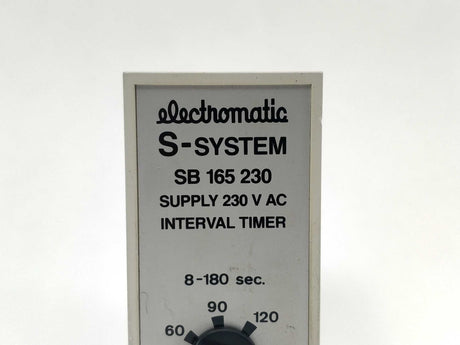 electromatic
S-SYSTEM
SB 165 230
SUPPLY 230 V AC
INTERVAL TIMER
8-180 sec.
90
60 120